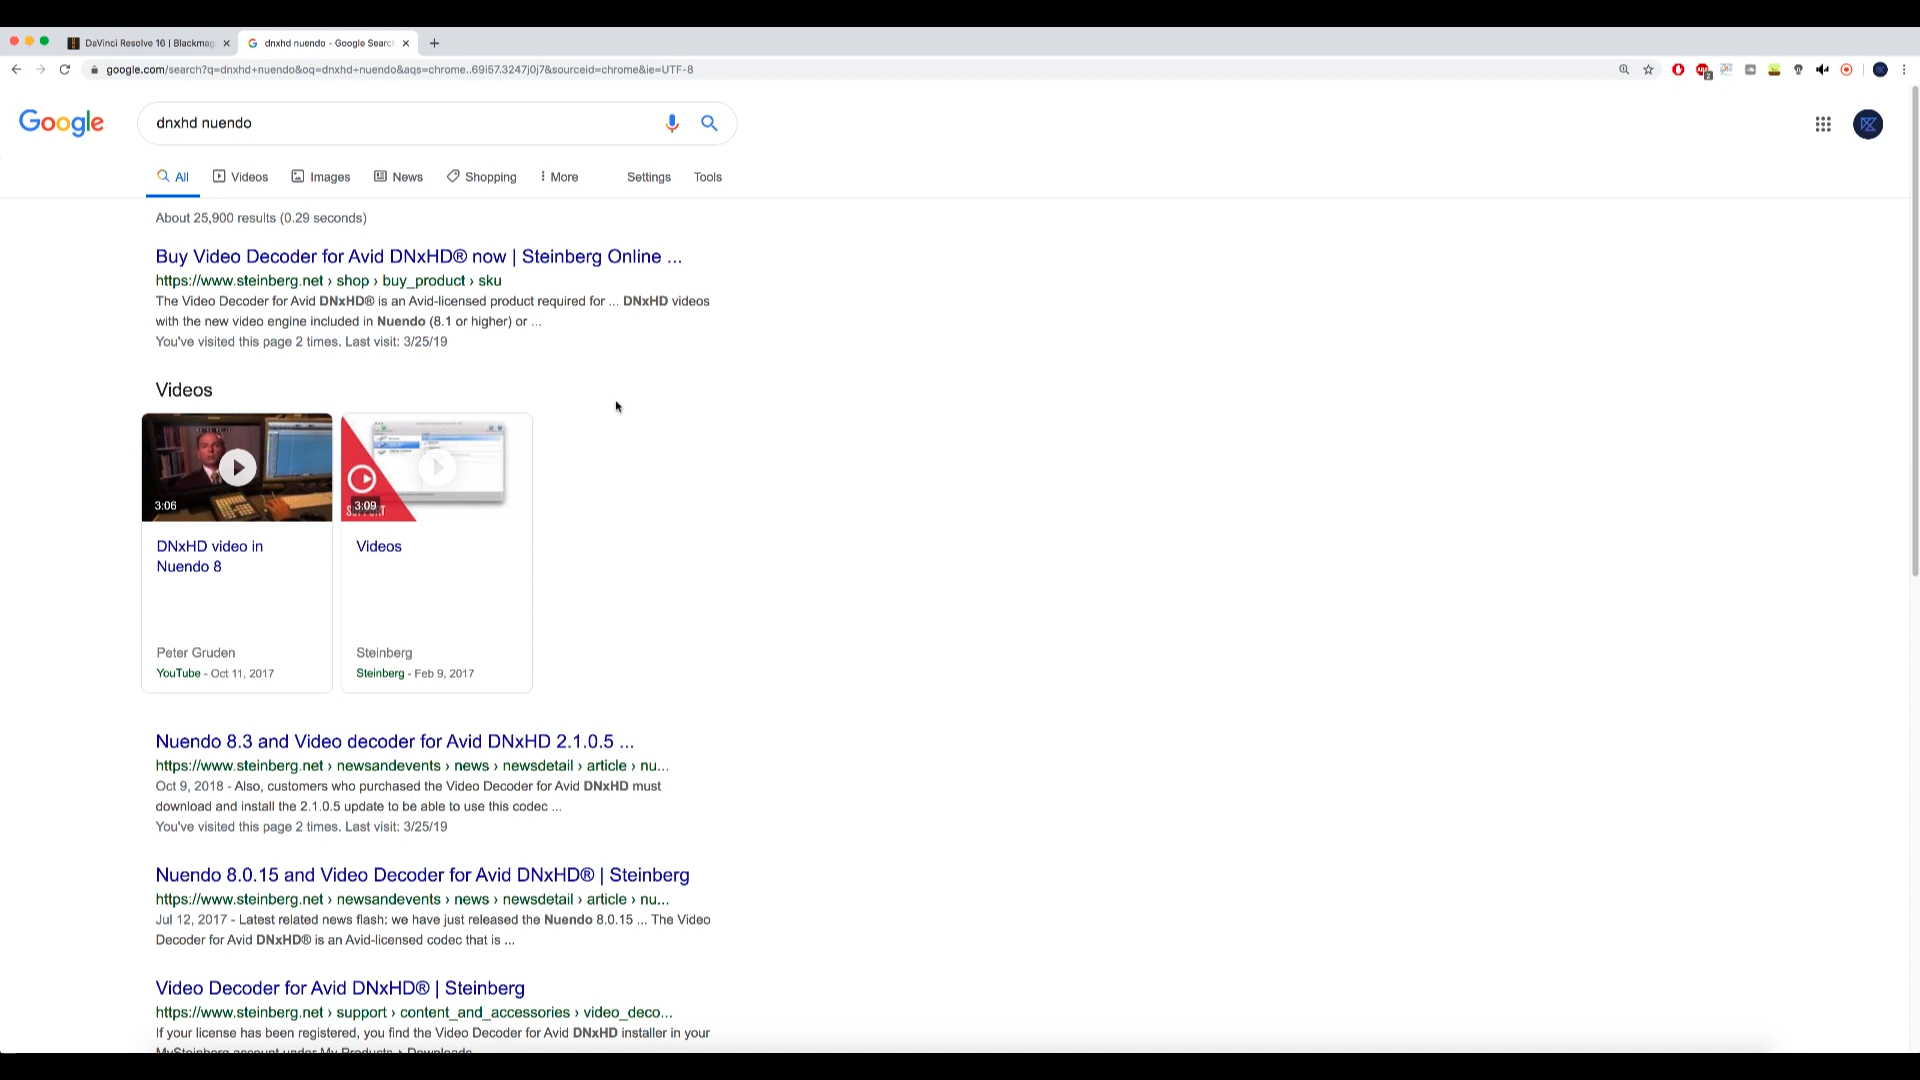 DaVinci Resolve 16 | Blackmag
dnxhd nuendo - Google Search
google.com/search?q=dnxhd+nuendo&oq=dnxhd+nuendo&aqs=chrome..69i57.3247j0j7&sourceid=chrome&ie=UTF-8
Google
dnxhd nuendo
All Videos Images News Shopping More Settings Tools
About 25,900 results (0.29 seconds)
Buy Video Decoder for Avid DNxHD® now | Steinberg Online ...
https://www.steinberg.net › shop › buy_product › sku
The Video Decoder for Avid DNxHD® is an Avid-licensed product required for ... DNxHD videos
with the new video engine included in Nuendo (8.1 or higher) or ...
You've visited this page 2 times. Last visit: 3/25/19
Videos
3:06
3:09
DNxHD video in
Nuendo 8
Peter Gruden
YouTube - Oct 11, 2017
Videos
Steinberg
Steinberg - Feb 9, 2017
Nuendo 8.3 and Video decoder for Avid DNxHD 2.1.0.5 ...
https://www.steinberg.net › newsandevents › news › newsdetail › article › nu...
Oct 9, 2018 - Also, customers who purchased the Video Decoder for Avid DNxHD must
download and install the 2.1.0.5 update to be able to use this codec ...
You've visited this page 2 times. Last visit: 3/25/19
Nuendo 8.0.15 and Video Decoder for Avid DNxHD® | Steinberg
https://www.steinberg.net › newsandevents › news › newsdetail › article › nu...
Jul 12, 2017 - Latest related news flash: we have just released the Nuendo 8.0.15 ... The Video
Decoder for Avid DNxHD® is an Avid-licensed codec that is ...
Video Decoder for Avid DNxHD® | Steinberg
https://www.steinberg.net › support › content_and_accessories › video_deco...
If your license has been registered, you find the Video Decoder for Avid DNxHD installer in your
MySteinberg account under My Products › Downloads